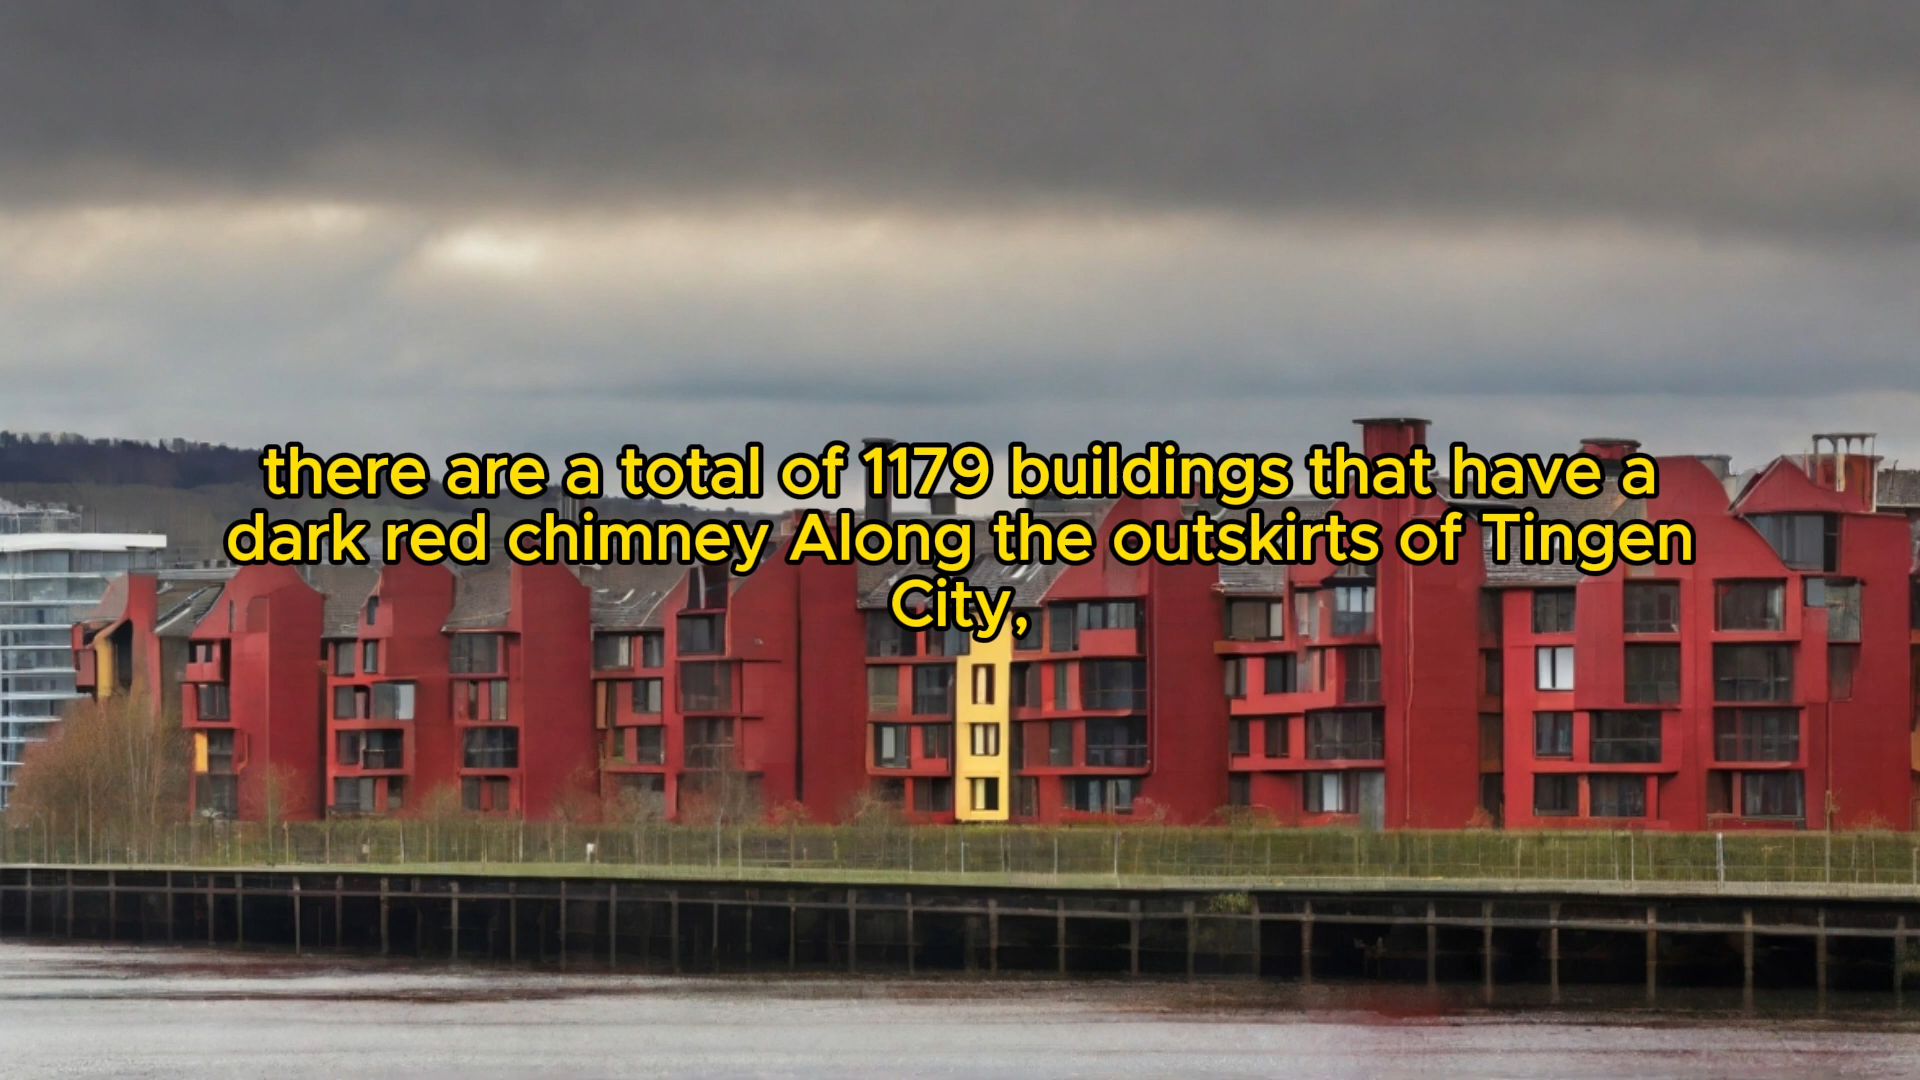 there are a total of 1179 buildings that have a
dark red chimney Along the outskirts of Tingen
City,